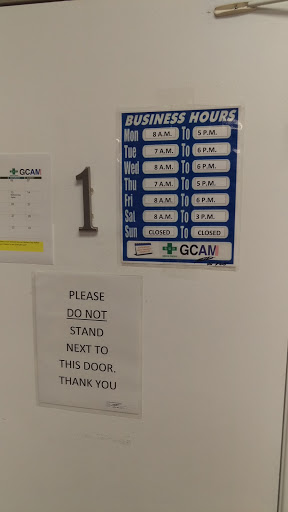 BUSINESS HOURS
Mon 8 A.M. To 5 P.M.
Tue 7 A.M. To 6 P.M.
Wed 8 A.M. To 6 P.M.
Thu 7 A.M. To 5 P.M.
Fri 8 A.M. To 6 P.M.
Sat 8 A.M. To 3 P.M.
Sun CLOSED To CLOSED
GCAM
GCAM
1
PLEASE
DO NOT
STAND
NEXT TO
THIS DOOR.
THANK YOU